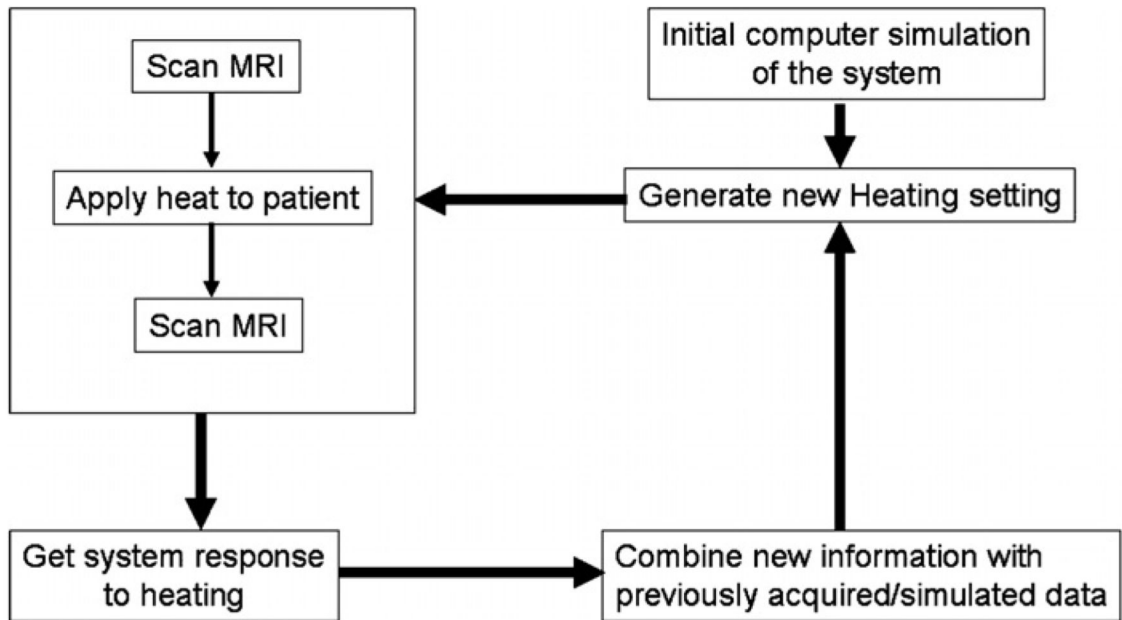 Scan MRI
Apply heat to patient
Scan MRI
Initial computer simulation
of the system
Generate new Heating setting
Get system response
to heating
Combine new information with
previously acquired/simulated data